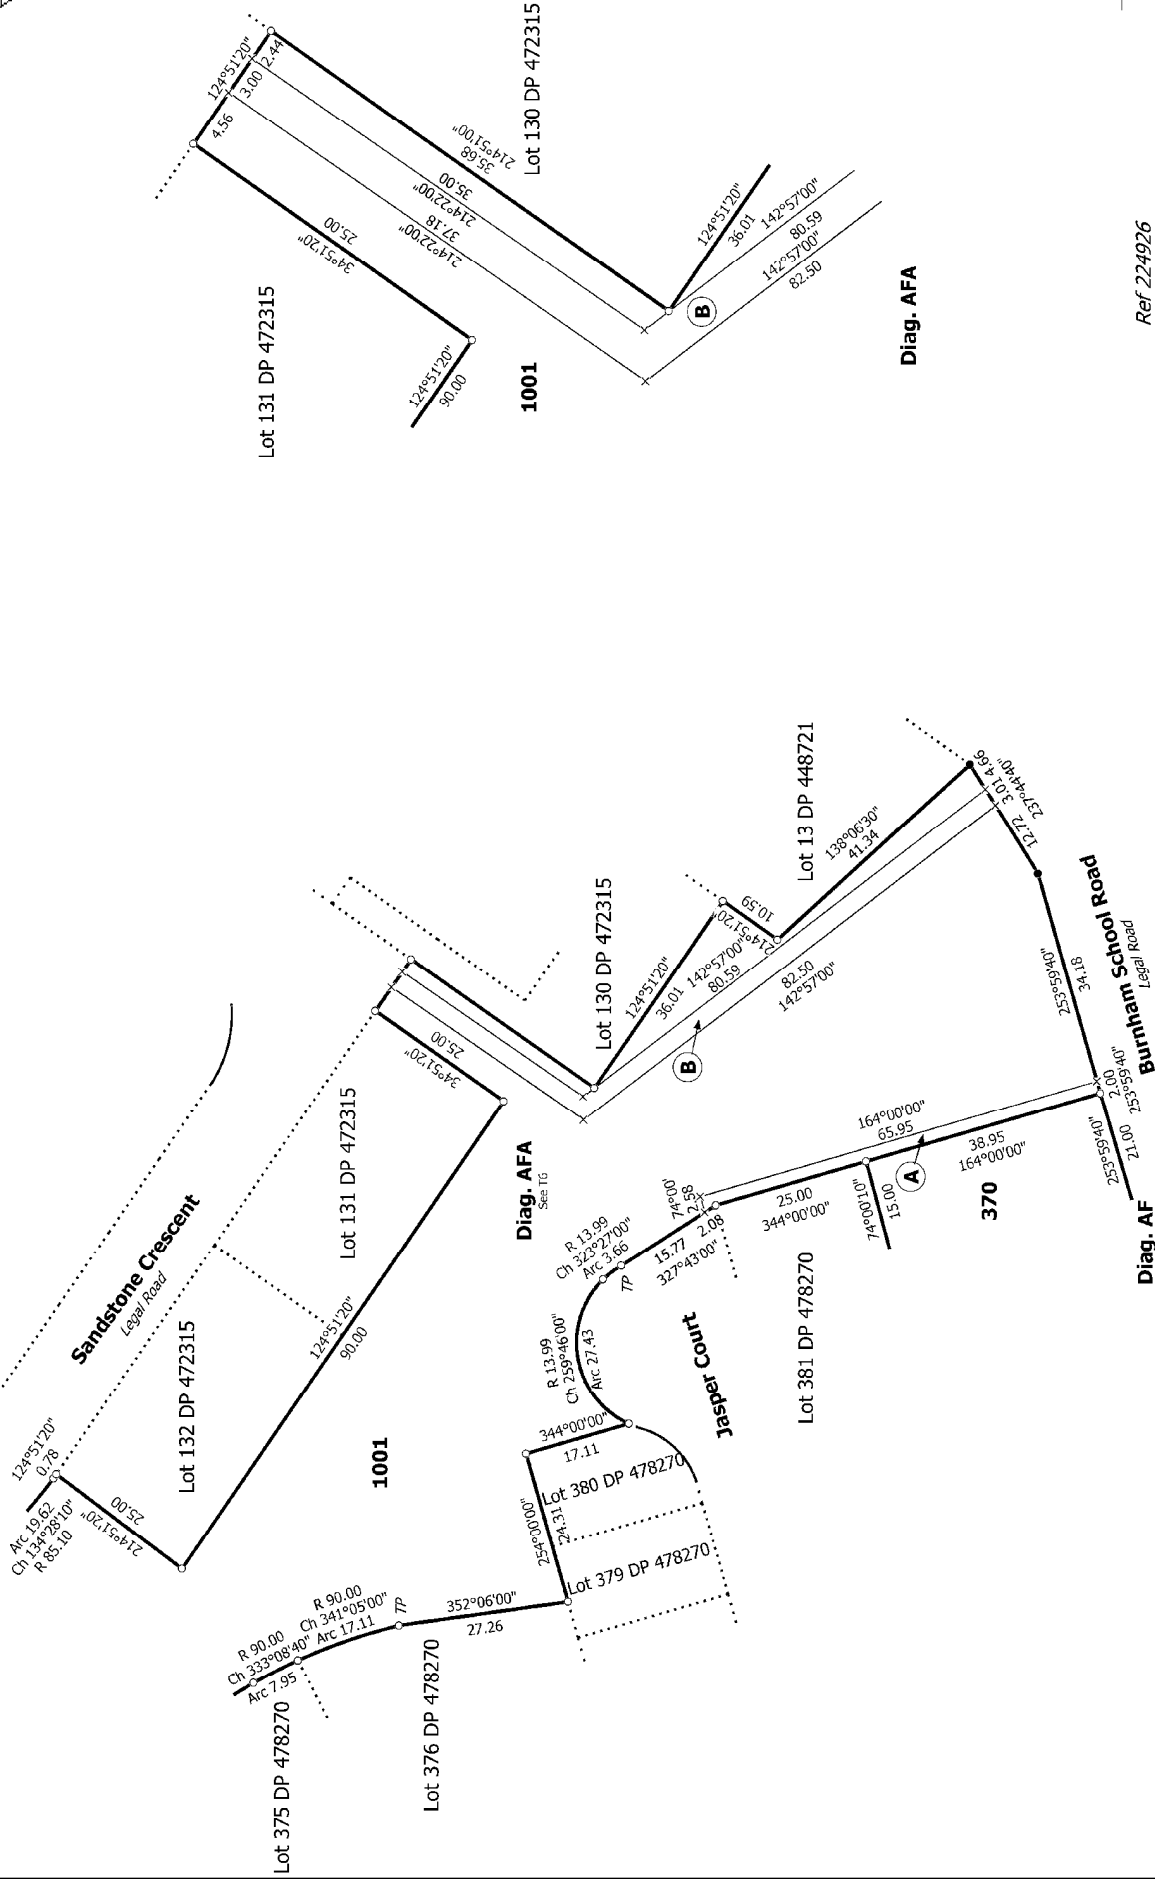 124°51'20"
4.56
3.00
2.44
Lot 130 DP 472315
214°51'00"
35.68
35.00
214°22'00"
37.18
214°22'00"
25.00
34°51'20"
Lot 131 DP 472315
124°51'20"
90.00
1001
B
124°51'20"
36.01
142°57'00"
80.59
142°57'00"
82.50
Diag. AFA
Ref 224926
Sandstone Crescent
Legal Road
124°51'20"
0.78
Arc 19.62
Ch 134°28'10"
R 85.10
25.00
214°51'20"
Lot 132 DP 472315
Lot 131 DP 472315
124°51'20"
90.00
34°51'20"
25.00
1001
Diag. AFA
See T6
Lot 130 DP 472315
124°51'20"
36.01
142°57'00"
80.59
82.50
142°57'00"
B
10.59
214°51'20"
Lot 13 DP 448721
138°06'30"
41.34
4.66
3.01
237°44'40"
12.72
253°59'40"
34.18
Burnham School Road
Legal Road
2.00
253°59'40"
253°59'40"
21.00
Diag. AF
164°00'00"
65.95
A
38.95
164°00'00"
370
74°00'10"
15.00
25.00
344°00'00"
74°00'
2.58
2.08
15.77
327°43'00"
R 13.99
Ch 323°27'00"
Arc 3.66
TP
R 13.99
Ch 259°46'00"
Arc 27.43
Jasper Court
Lot 381 DP 478270
344°00'00"
17.11
Lot 380 DP 478270
254°00'00"
24.31
Lot 379 DP 478270
352°06'00"
27.26
TP
R 90.00
Ch 341°05'00"
Arc 17.11
R 90.00
Ch 333°08'40"
Arc 7.95
Lot 376 DP 478270
Lot 375 DP 478270